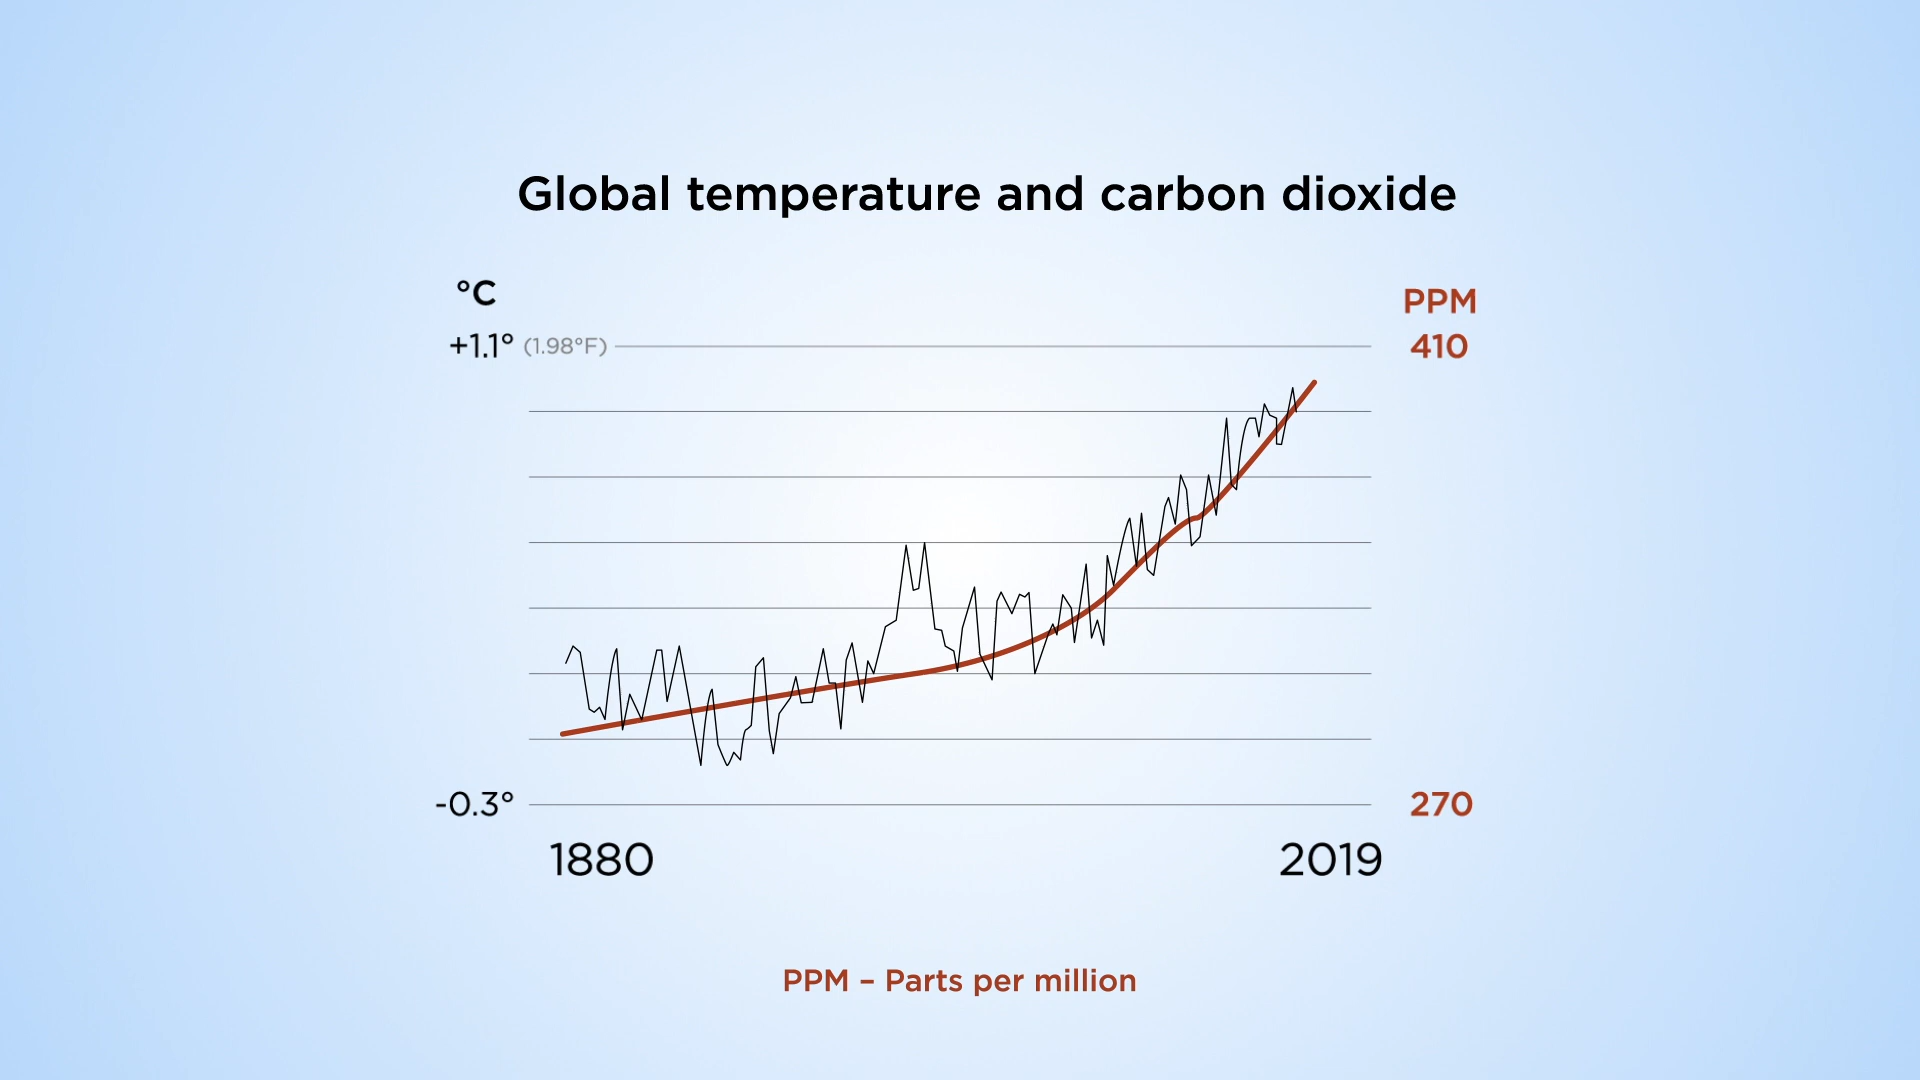 Global temperature and carbon dioxide
°C
PPM
+1.1° (1.98°F)
410
-0.3°
270
1880
2019
PPM – Parts per million